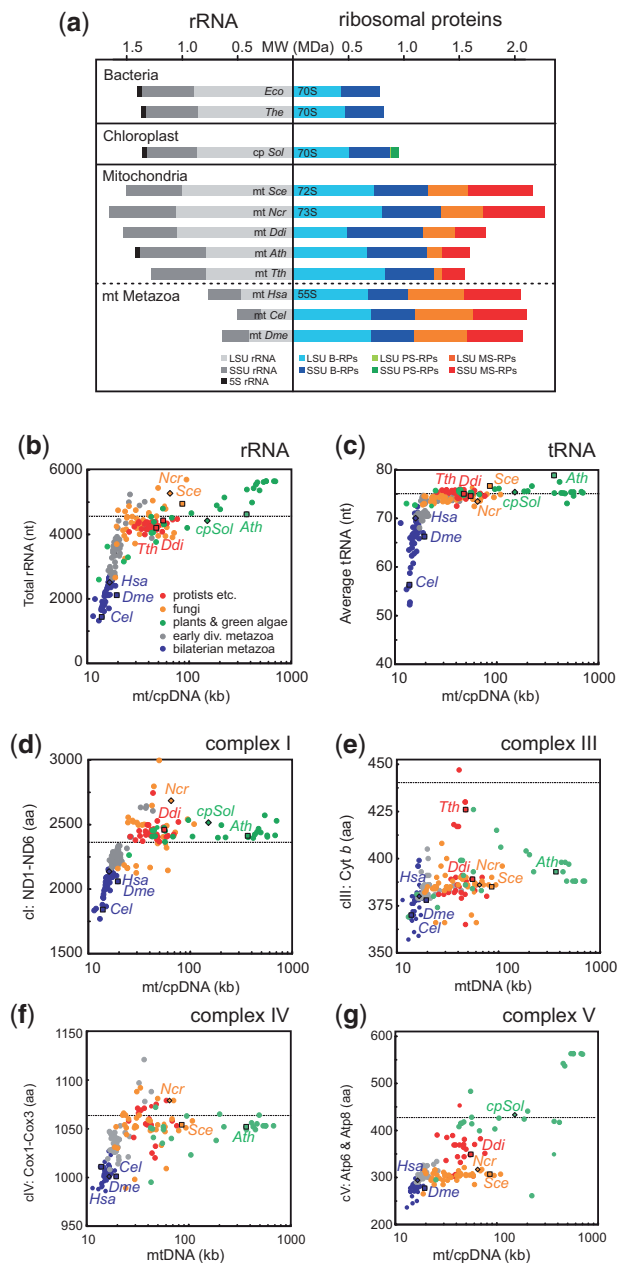 (a) rRNA ribosomal proteins
1.5 1.0 0.5 MW (MDa) 0.5 1.0 1.5 2.0
Bacteria
Eco 70S
The 70S
Chloroplast
cp Sol 70S
Mitochondria
mt Sce 72S
mt Ncr 73S
mt Ddi
mt Ath
mt Tth
mt Metazoa
mt Hsa 55S
mt Cel
mt Dme
LSU rRNA LSU B-RPs LSU PS-RPs LSU MS-RPs
SSU rRNA SSU B-RPs SSU PS-RPs SSU MS-RPs
5S rRNA
(b) rRNA
Total rRNA (nt)
6000
4000
2000
0
Ncr
Sce
Tth
Ddi
cpSol
Ath
Hsa
Dme
Cel
protists etc.
fungi
plants & green algae
early div. metazoa
bilaterian metazoa
10 100 1000
mt/cpDNA (kb)
(c) tRNA
Average tRNA (nt)
80
70
60
50
40
Tth
Ddi
Sce
Ath
Ncr
cpSol
Hsa
Dme
Cel
10 100 1000
mt/cpDNA (kb)
(d) complex I
cI: ND1-ND6 (aa)
3000
2500
2000
1750
1500
Ncr
Ddi
cpSol
Ath
Hsa
Dme
Cel
10 100 1000
mt/cpDNA (kb)
(e) complex III
cIII: Cyt b (aa)
450
425
400
375
350
Tth
Ddi
Ncr
Sce
Ath
Hsa
Dme
Cel
10 100 1000
mtDNA (kb)
(f) complex IV
cIV: Cox1-Cox3 (aa)
1150
1100
1050
1000
950
Ncr
Sce
Ath
Cel
Dme
Hsa
10 100 1000
mtDNA (kb)
(g) complex V
cV: Atp6 & Atp8 (aa)
600
500
400
300
200
cpSol
Ddi
Ncr
Sce
Hsa
Dme
10 100 1000
mt/cpDNA (kb)